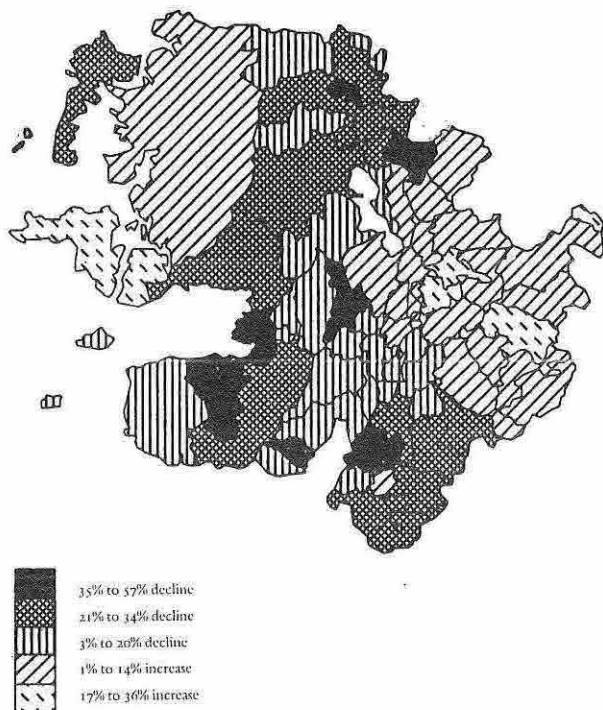 35% to 57% decline
21% to 34% decline
3% to 20% decline
1% to 14% increase
17% to 36% increase